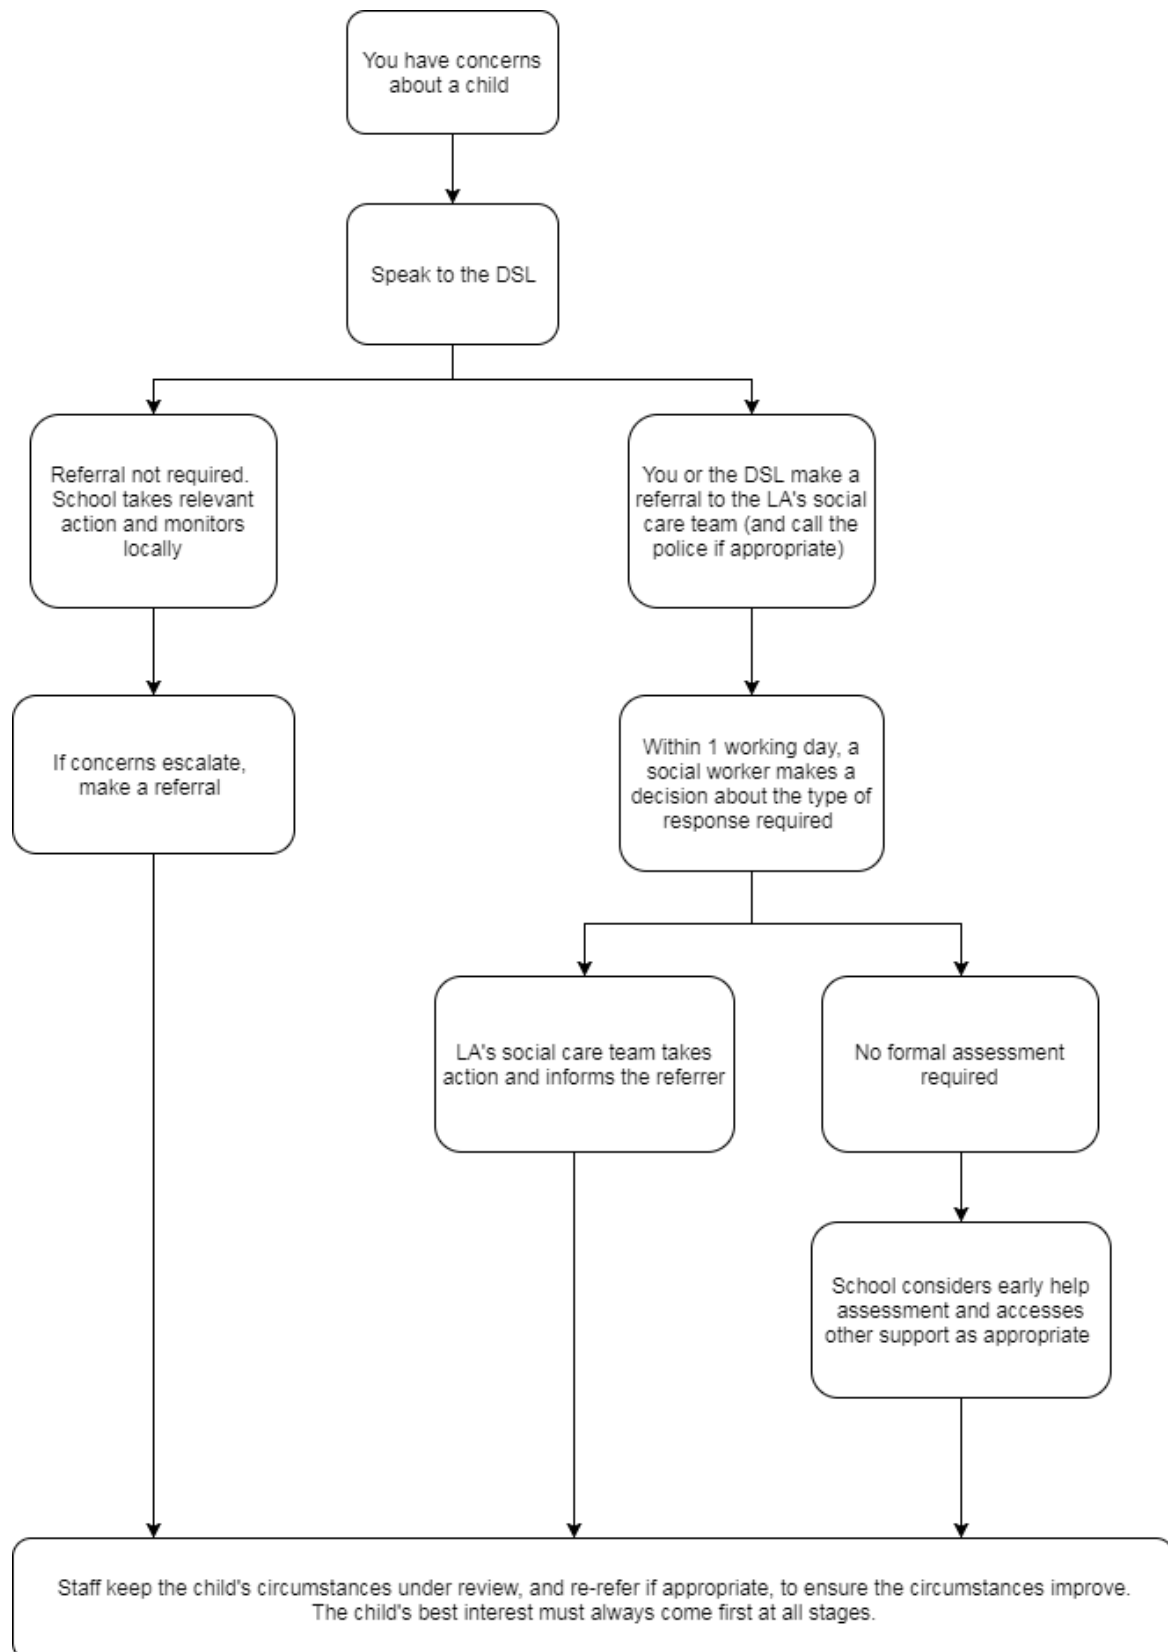 You have concerns
about a child
Speak to the DSL
Referral not required.
School takes relevant
action and monitors
locally
You or the DSL make a
referral to the LA's social
care team (and call the
police if appropriate)
If concerns escalate,
make a referral
Within 1 working day, a
social worker makes a
decision about the type of
response required
LA's social care team takes
action and informs the referrer
No formal assessment
required
School considers early help
assessment and accesses
other support as appropriate
Staff keep the child's circumstances under review, and re-refer if appropriate, to ensure the circumstances improve.
The child's best interest must always come first at all stages.